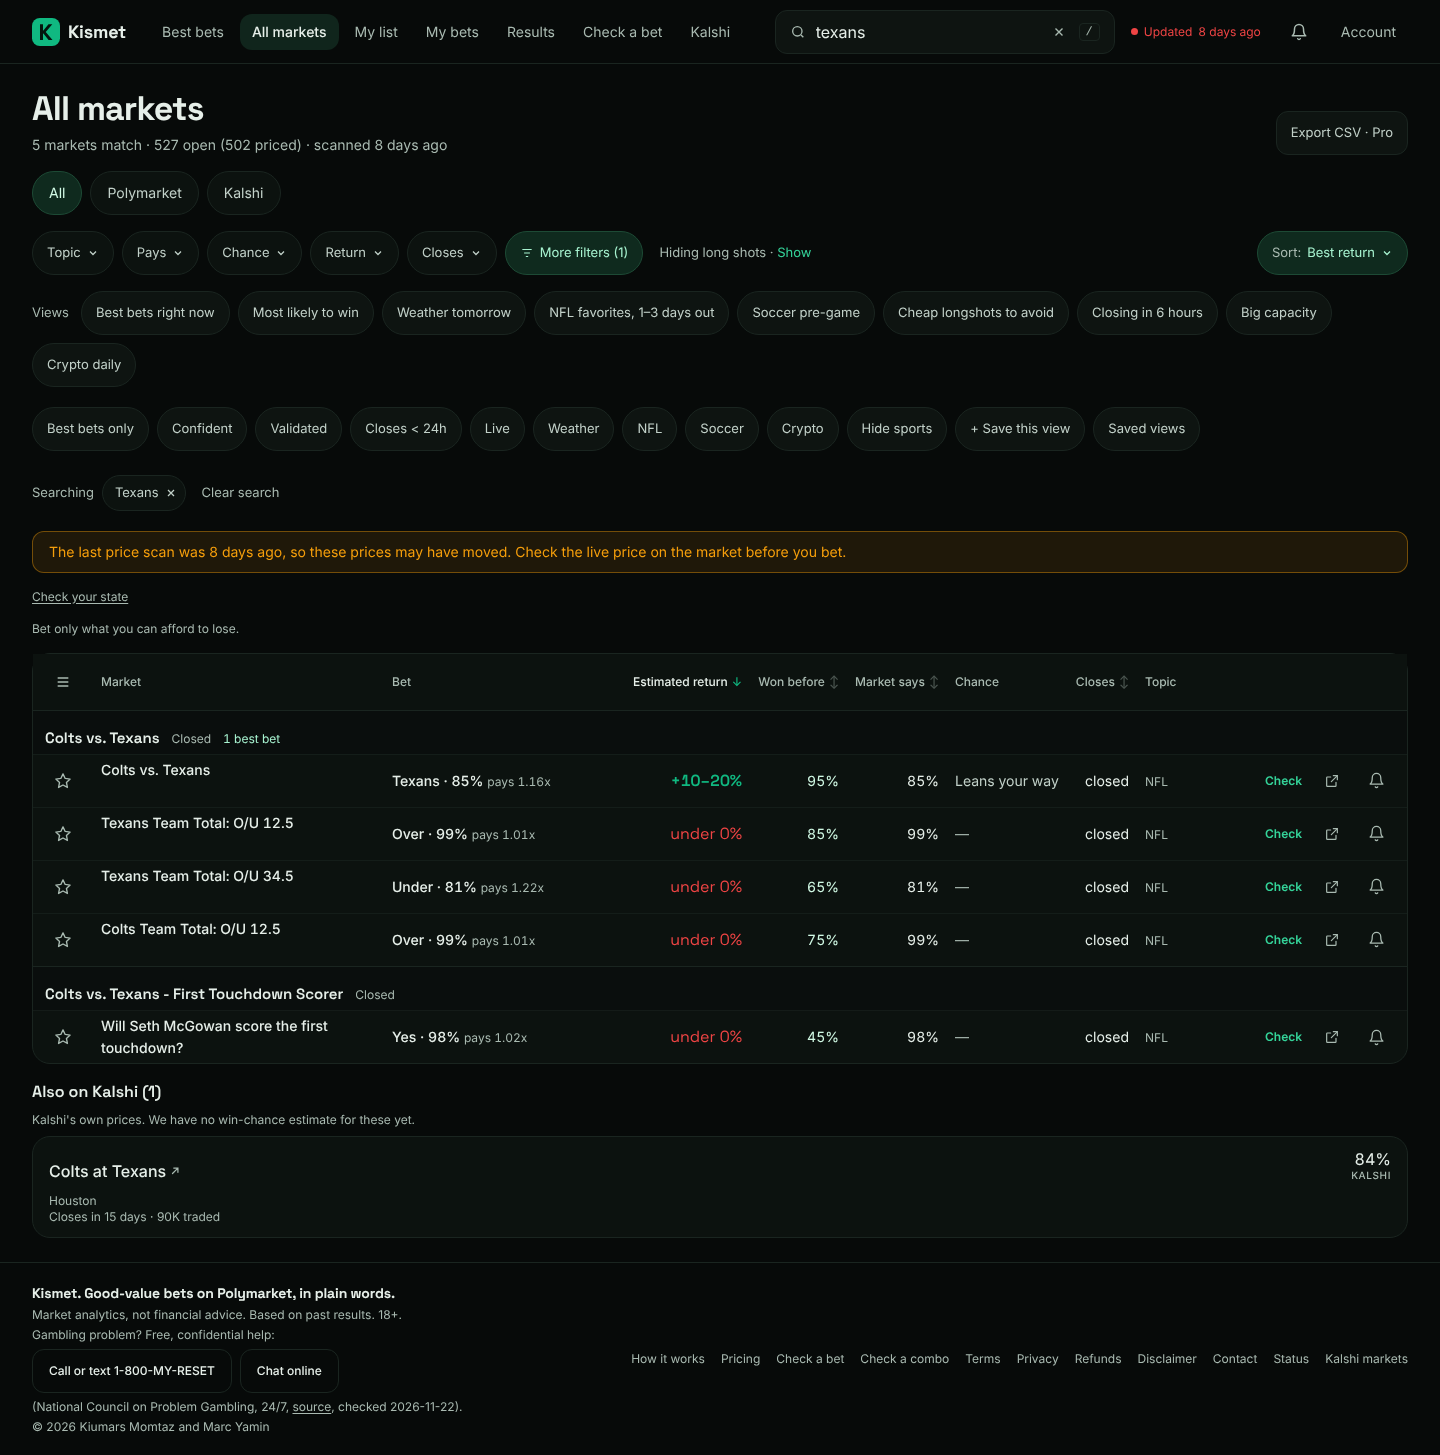 Kismet
Best bets
All markets
My list
My bets
Results
Check a bet
Kalshi
texans
/
Updated 8 days ago
Account
All markets
5 markets match · 527 open (502 priced) · scanned 8 days ago
Export CSV · Pro
All
Polymarket
Kalshi
Topic
Pays
Chance
Return
Closes
More filters (1)
Hiding long shots · Show
Sort: Best return
Views
Best bets right now
Most likely to win
Weather tomorrow
NFL favorites, 1–3 days out
Soccer pre-game
Cheap longshots to avoid
Closing in 6 hours
Big capacity
Crypto daily
Best bets only
Confident
Validated
Closes < 24h
Live
Weather
NFL
Soccer
Crypto
Hide sports
+ Save this view
Saved views
Searching
Texans ×
Clear search
The last price scan was 8 days ago, so these prices may have moved. Check the live price on the market before you bet.
Check your state
Bet only what you can afford to lose.
Market Bet Estimated return ↓ Won before Market says Chance Closes Topic
Colts vs. Texans Closed 1 best bet
Colts vs. Texans Texans · 85% pays 1.16x +10–20% 95% 85% Leans your way closed NFL Check
Texans Team Total: O/U 12.5 Over · 99% pays 1.01x under 0% 85% 99% — closed NFL Check
Texans Team Total: O/U 34.5 Under · 81% pays 1.22x under 0% 65% 81% — closed NFL Check
Colts Team Total: O/U 12.5 Over · 99% pays 1.01x under 0% 75% 99% — closed NFL Check
Colts vs. Texans - First Touchdown Scorer Closed
Will Seth McGowan score the first
touchdown?
Yes · 98% pays 1.02x under 0% 45% 98% — closed NFL Check
Also on Kalshi (1)
Kalshi's own prices. We have no win-chance estimate for these yet.
Colts at Texans ↗
84%
KALSHI
Houston
Closes in 15 days · 90K traded
Kismet. Good-value bets on Polymarket, in plain words.
Market analytics, not financial advice. Based on past results. 18+.
Gambling problem? Free, confidential help:
Call or text 1-800-MY-RESET
Chat online
(National Council on Problem Gambling, 24/7, source, checked 2026-11-22).
© 2026 Kiumars Momtaz and Marc Yamin
How it works
Pricing
Check a bet
Check a combo
Terms
Privacy
Refunds
Disclaimer
Contact
Status
Kalshi markets